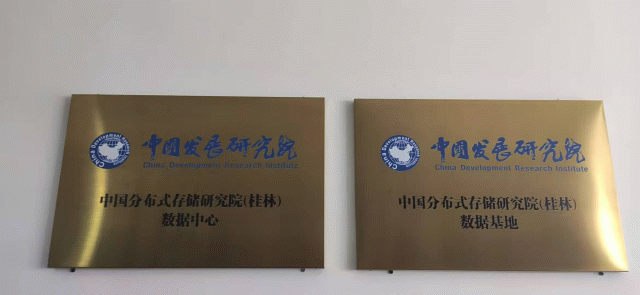 中国发展研究院
China Development Research Institute
中国分布式存储研究院(桂林)
数据中心
中国发展研究院
China Development Research Institute
中国分布式存储研究院(桂林)
数据基地